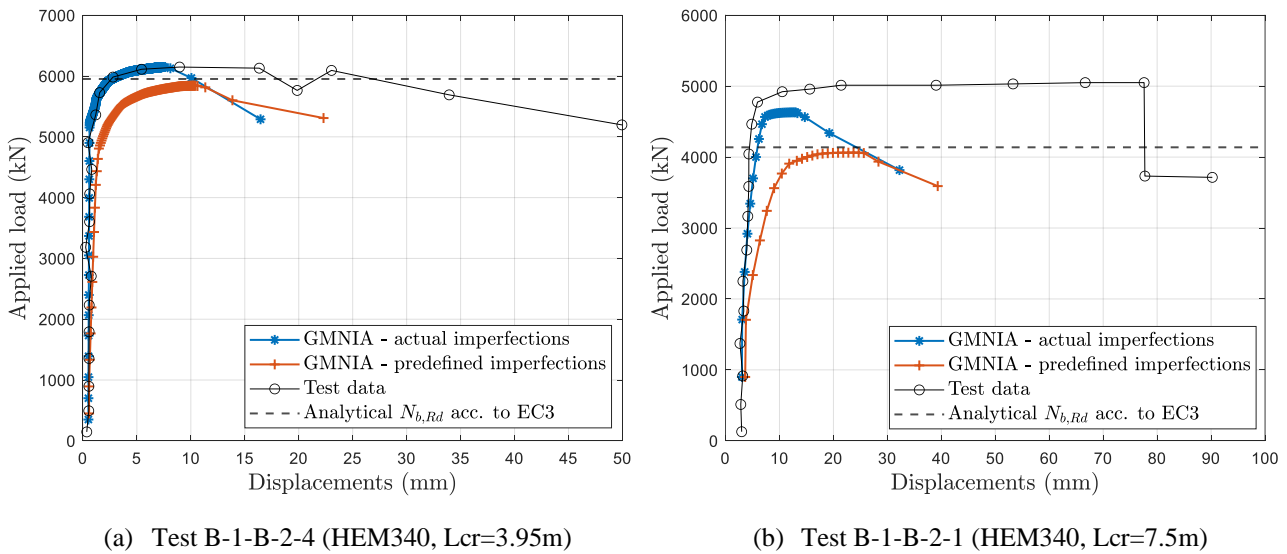 7000
6000
5000
4000
3000
2000
1000
0
Applied load (kN)
0 5 10 15 20 25 30 35 40 45 50
Displacements (mm)
GMNIA - actual imperfections
GMNIA - predefined imperfections
Test data
Analytical N_{b,Rd} acc. to EC3
(a) Test B-1-B-2-4 (HEM340, Lcr=3.95m)
6000
5000
4000
3000
2000
1000
0
Applied load (kN)
0 10 20 30 40 50 60 70 80 90 100
Displacements (mm)
GMNIA - actual imperfections
GMNIA - predefined imperfections
Test data
Analytical N_{b,Rd} acc. to EC3
(b) Test B-1-B-2-1 (HEM340, Lcr=7.5m)